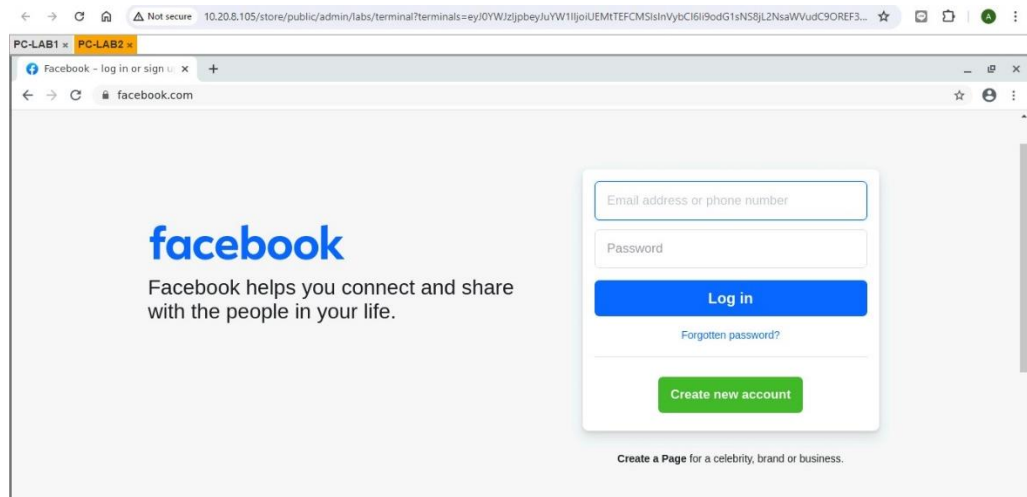 Not secure 10.20.8.105/store/public/admin/labs/terminal?terminals=eyJ0YWJzIjpbeyJuYW1lIjoiUEMtTEFCMSIsInVybCI6Ii9odG1sNS8jL2NsaWVudC9OREF3...
PC-LAB1 × PC-LAB2 ×
Facebook – log in or sign u
facebook.com
facebook
Facebook helps you connect and share
with the people in your life.
Email address or phone number
Password
Log in
Forgotten password?
Create new account
Create a Page for a celebrity, brand or business.
A